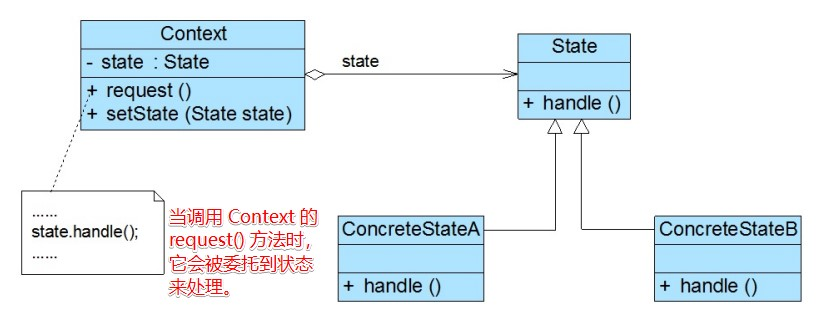 Context
- state : State
+ request ()
+ setState (State state)
state
State
+ handle ()
......
state.handle();
......
当调用 Context 的
request() 方法时，
它会被委托到状态
来处理。
ConcreteStateA
+ handle ()
ConcreteStateB
+ handle ()